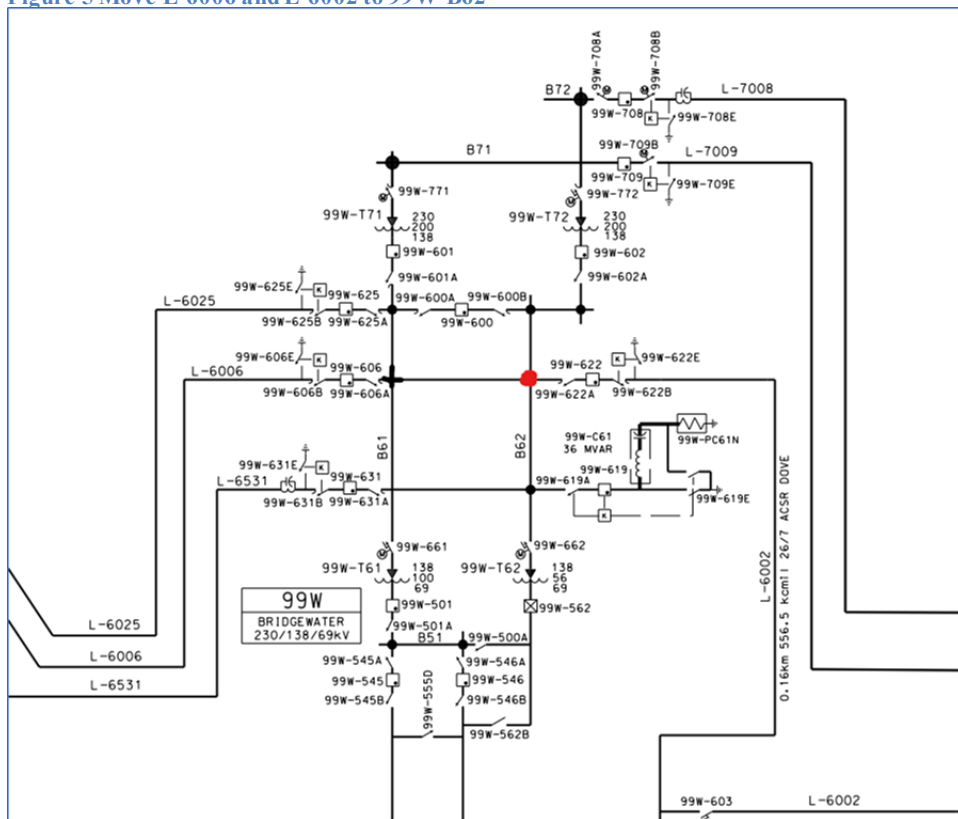 Figure 5 Move L-6006 and L-6002 to 99W-B62
99W-708A
99W-708B
B72
L-7008
99W-708
99W-708E
99W-709B
B71
L-7009
99W-709
99W-709E
99W-771
99W-772
99W-T71
230
200
138
99W-T72
230
200
138
99W-601
99W-602
99W-601A
99W-602A
99W-625E
K
99W-625
99W-600A
99W-600B
L-6025
99W-625B
99W-625A
99W-600
99W-606E
K
99W-606
99W-622
K
99W-622E
L-6006
99W-606B
99W-606A
99W-622A
99W-622B
B61
B62
99W-C61
36 MVAR
99W-PC61N
99W-631E
K
99W-631
99W-619A
99W-619
L-6531
99W-631B
99W-631A
99W-619E
K
99W-661
99W-662
99W-T61
138
100
69
99W-T62
138
56
69
L-6002
0.16km 556.5 kcmil 26/7 ACSR DOVE
99W
BRIDGEWATER
230/138/69kV
99W-501
99W-562
99W-501A
B51
99W-500A
L-6025
99W-545A
99W-546A
L-6006
99W-545
99W-555D
99W-546
L-6531
99W-545B
99W-546B
99W-562B
99W-603
L-6002